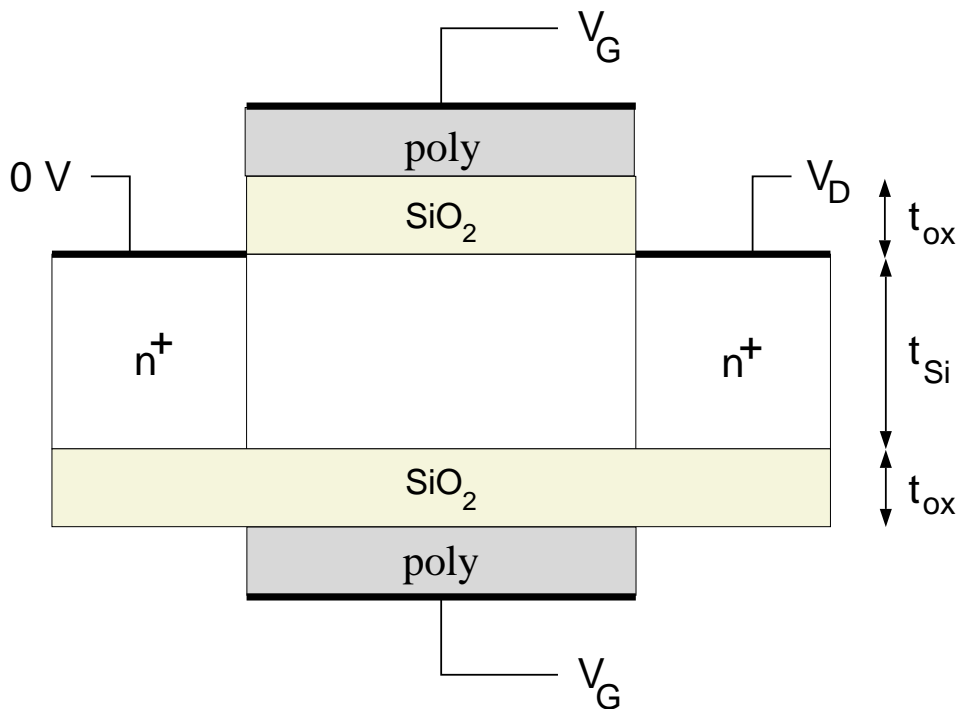 V_G
poly
0 V
V_D
SiO_2
t_ox
n^+
n^+
t_Si
SiO_2
t_ox
poly
V_G